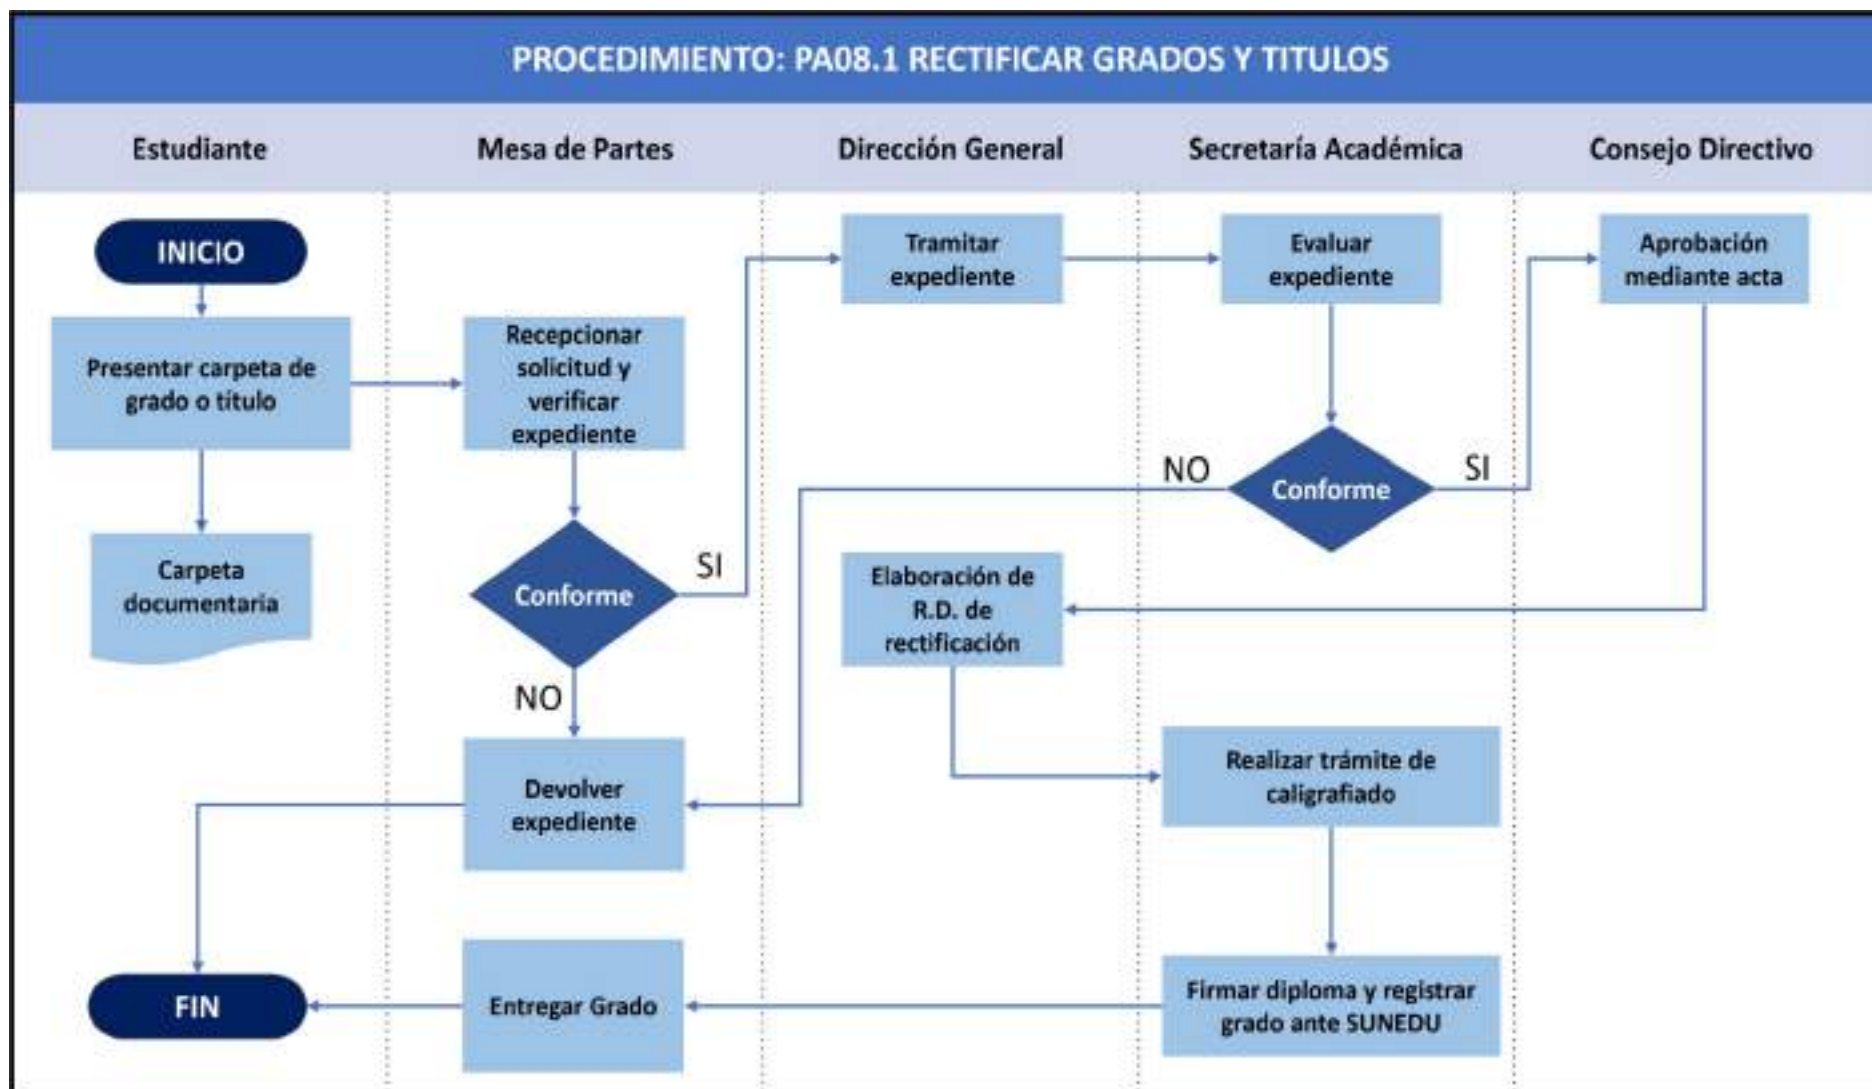 PROCEDIMIENTO: PA08.1 RECTIFICAR GRADOS Y TITULOS
Estudiante
Mesa de Partes
Dirección General
Secretaría Académica
Consejo Directivo
INICIO
Presentar carpeta de
grado o título
Carpeta
documentaria
FIN
Recepcionar
solicitud y
verificar
expediente
Conforme
SI
NO
Devolver
expediente
Entregar Grado
Tramitar
expediente
Elaboración de
R.D. de
rectificación
Evaluar
expediente
NO
Conforme
SI
Realizar trámite de
caligrafiado
Firmar diploma y registrar
grado ante SUNEDU
Aprobación
mediante acta